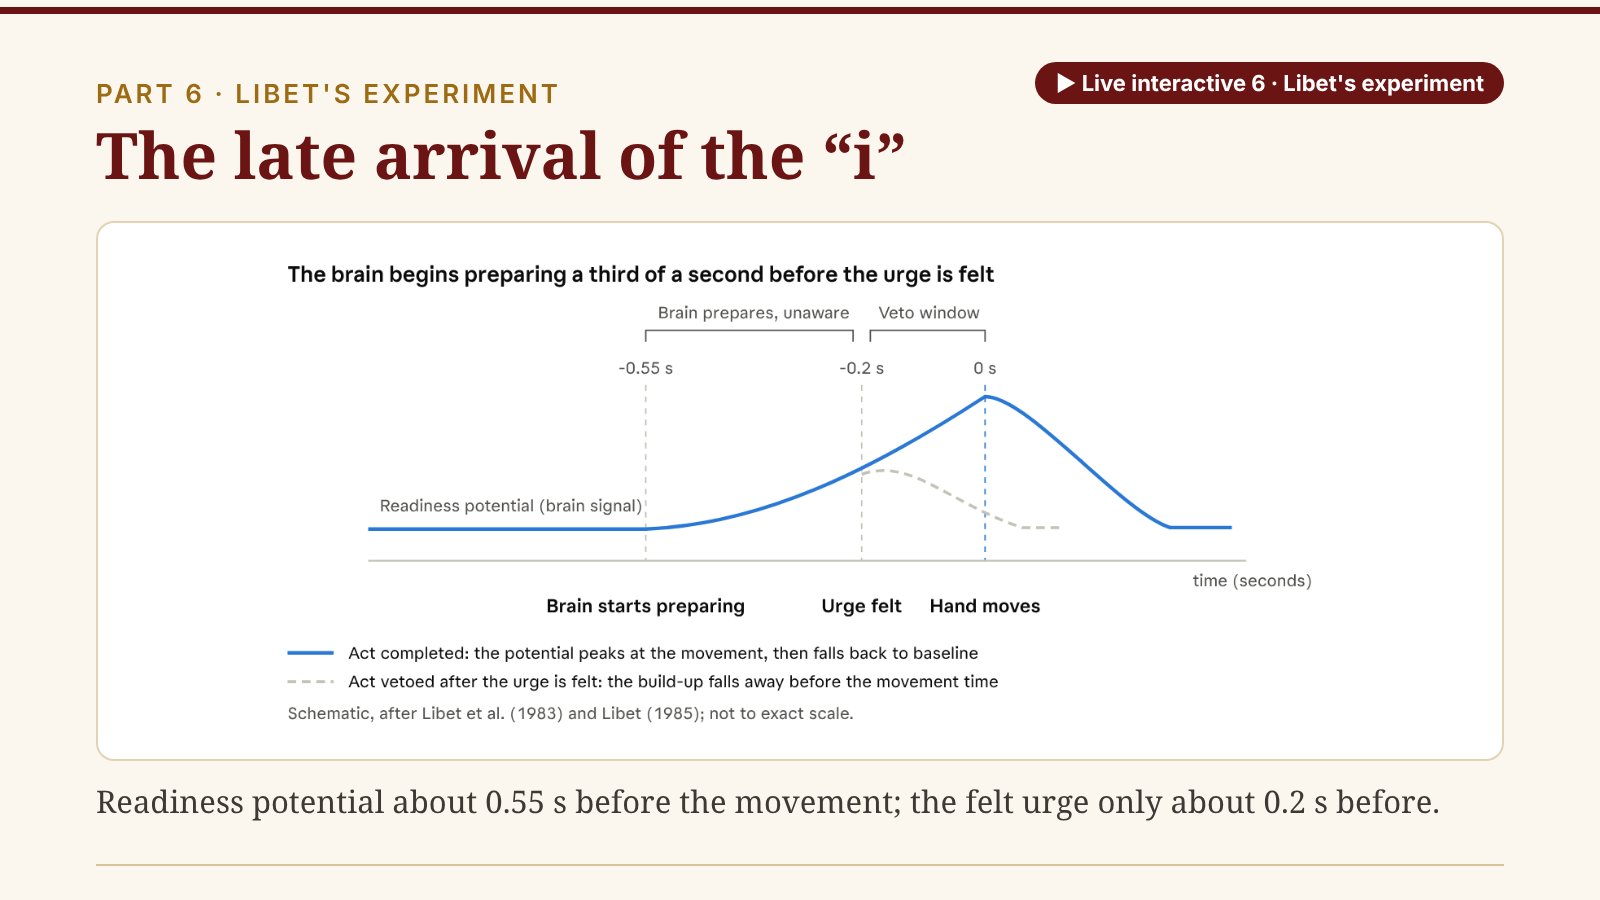 PART 6 · LIBET'S EXPERIMENT
▶ Live interactive 6 · Libet's experiment
The late arrival of the “i”
The brain begins preparing a third of a second before the urge is felt
Brain prepares, unaware
Veto window
-0.55 s
-0.2 s
0 s
Readiness potential (brain signal)
time (seconds)
Brain starts preparing
Urge felt
Hand moves
Act completed: the potential peaks at the movement, then falls back to baseline
Act vetoed after the urge is felt: the build-up falls away before the movement time
Schematic, after Libet et al. (1983) and Libet (1985); not to exact scale.
Readiness potential about 0.55 s before the movement; the felt urge only about 0.2 s before.